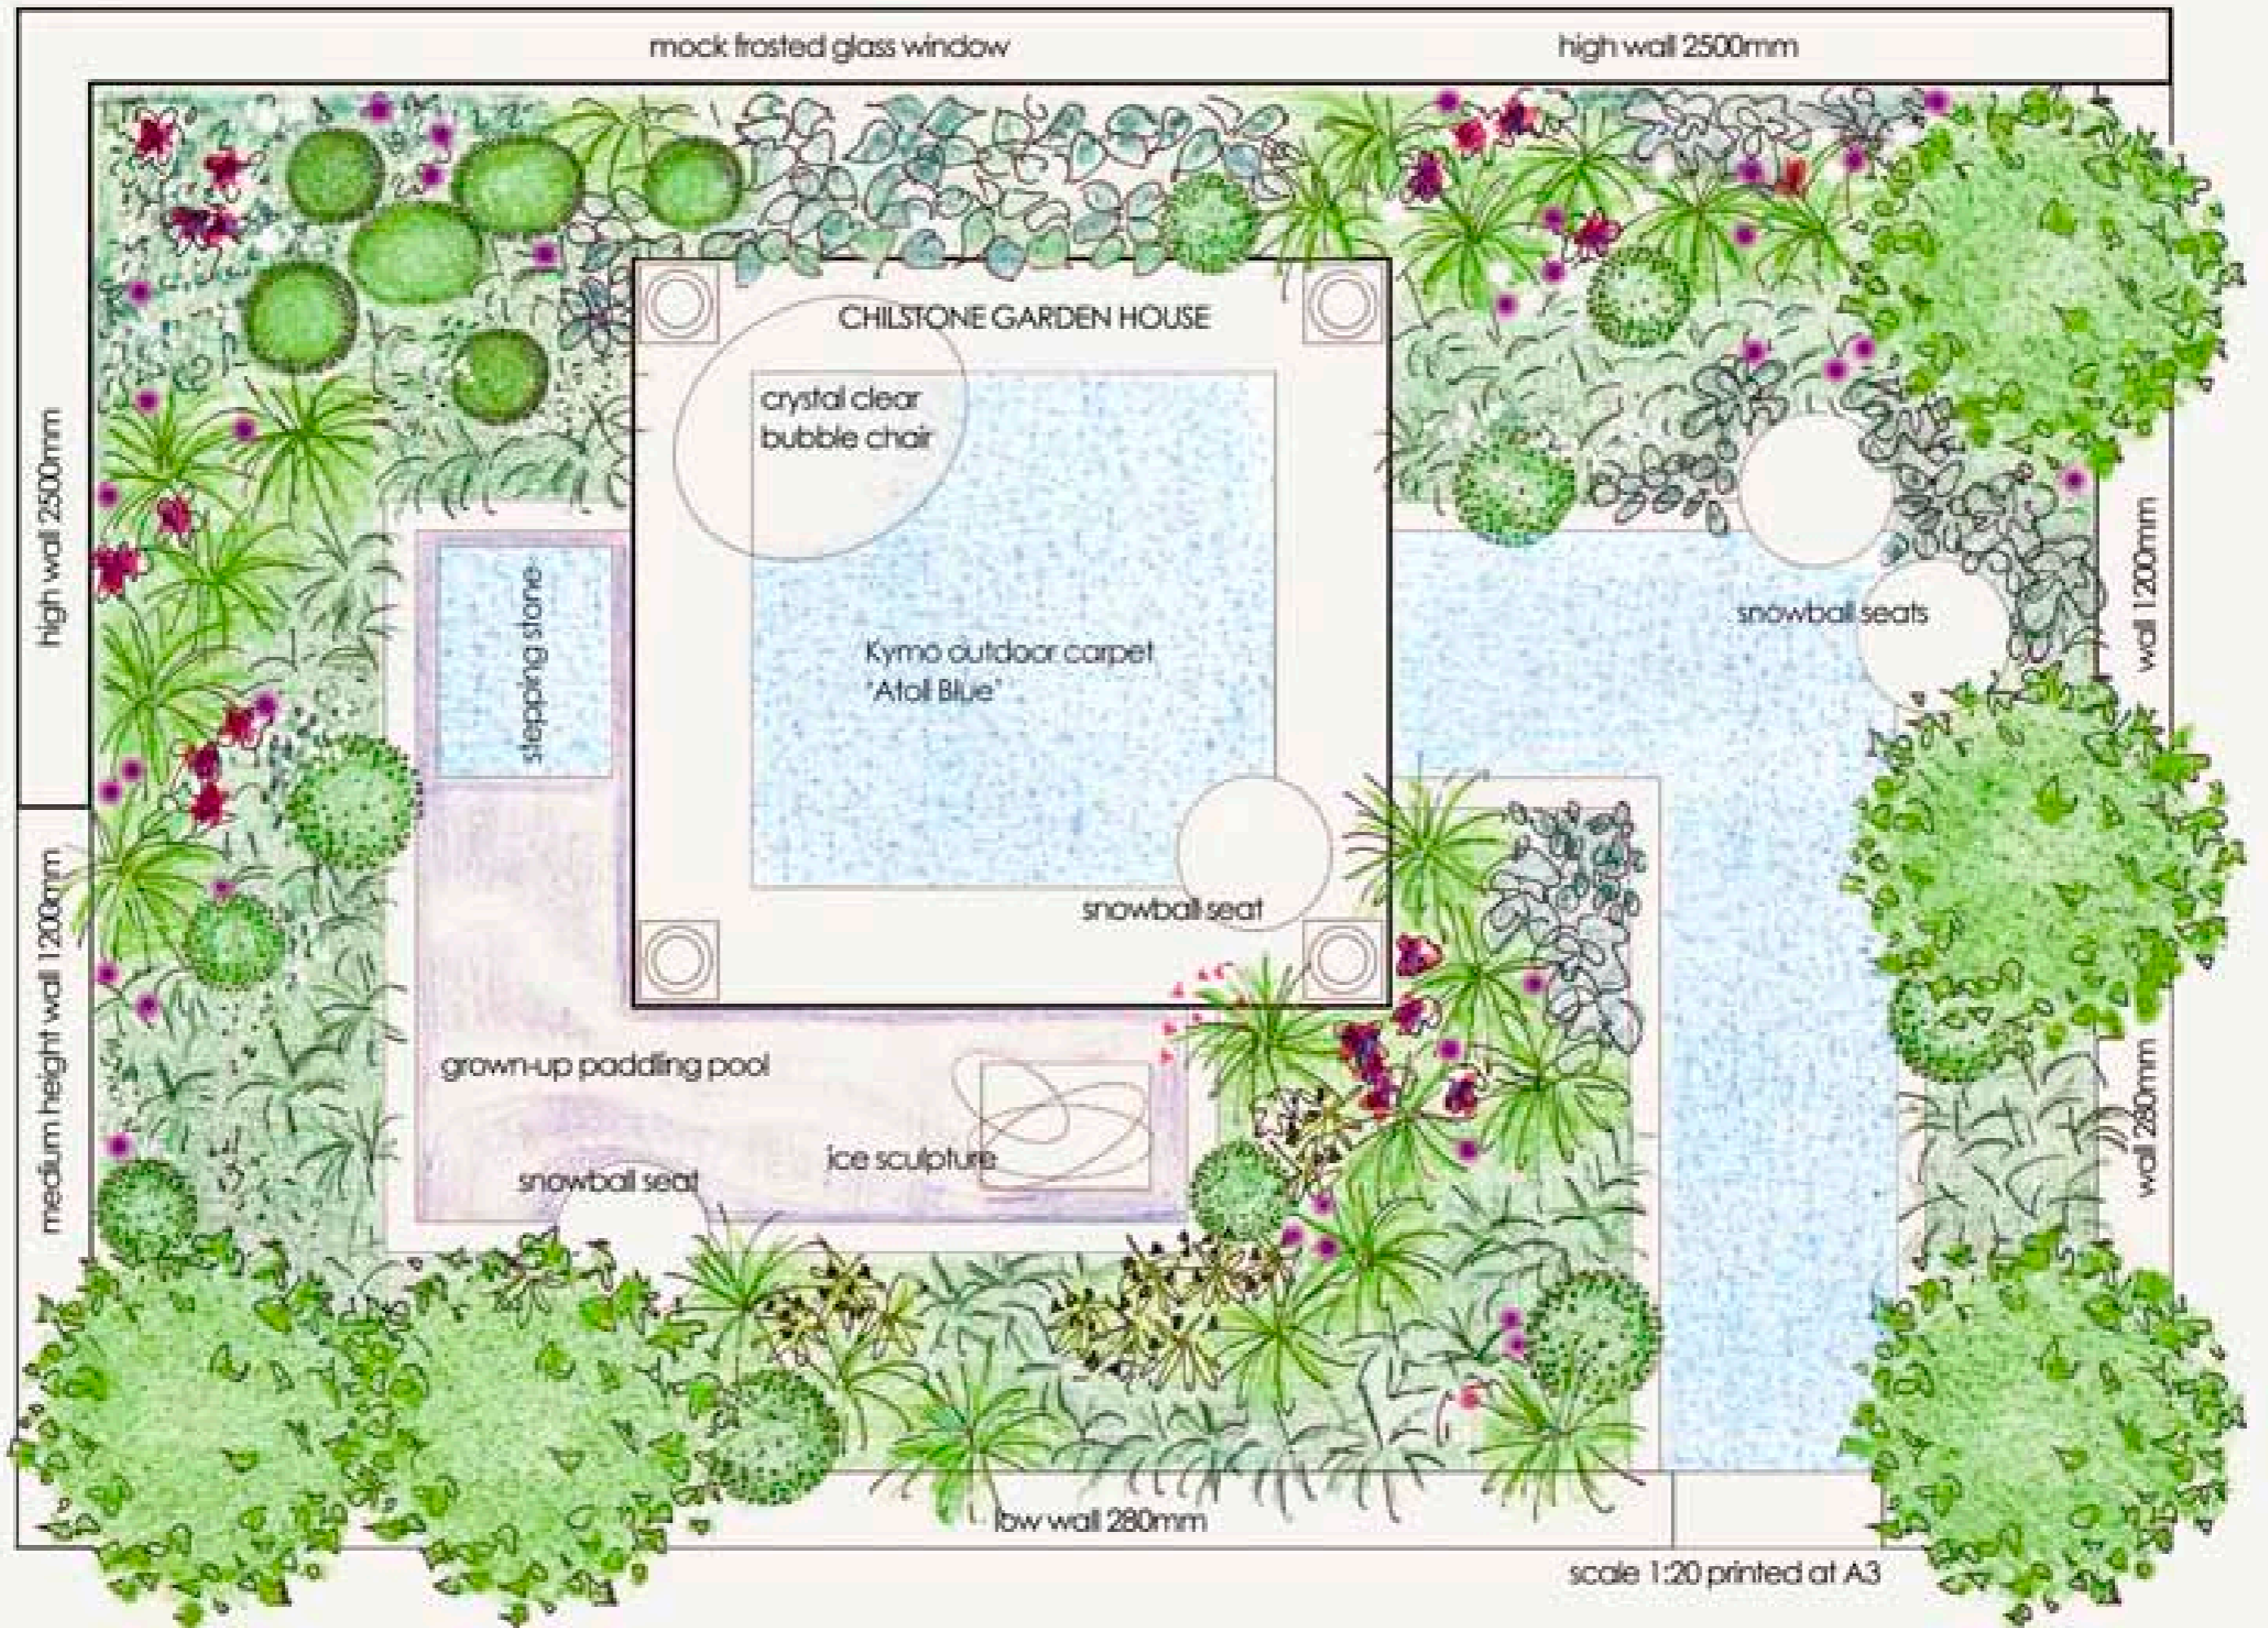 mock frosted glass window
high wall 2500mm
high wall 2500mm
CHILSTONE GARDEN HOUSE
crystal clear
bubble chair
stepping stone
Kymo outdoor carpet
"Atoll Blue"
snowball seats
wall 1200mm
snowball seat
medium height wall 1200mm
grown-up paddling pool
ice sculpture
snowball seat
wall 280mm
low wall 280mm
scale 1:20 printed at A3